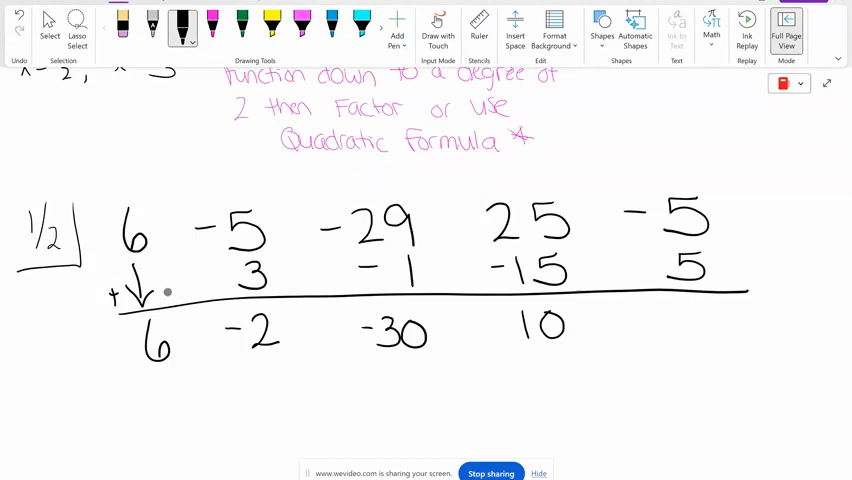 Undo
Select
Lasso Select
Drawing Tools
Add Pen
Draw with Touch
Input Mode
Ruler
Stencils
Insert Space
Format Background
Edit
Shapes
Automatic Shapes
Shapes
Ink to Text
Ink to Text
Math
Math
Ink Replay
Replay
Full Page View
Mode
function down to a degree of
2 then Factor or use
Quadratic Formula *
1/2 6 -5 -29 25 -5
+ 3 -1 -15 5
6 -2 -30 10
www.wevideo.com is sharing your screen.
Stop sharing
Hide